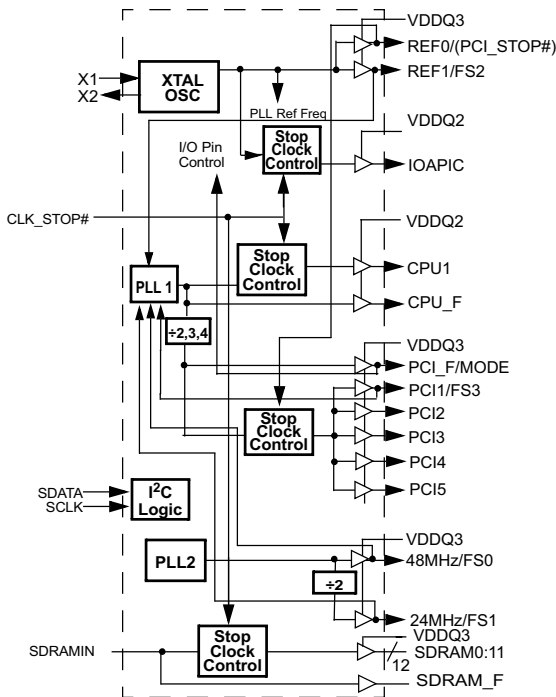 VDDQ3
REF0/(PCI_STOP#)
X1
X2
XTAL
OSC
REF1/FS2
PLL Ref Freq
I/O Pin
Control
Stop
Clock
Control
VDDQ2
IOAPIC
CLK_STOP#
VDDQ2
Stop
Clock
Control
CPU1
PLL 1
CPU_F
÷2,3,4
VDDQ3
PCI_F/MODE
PCI1/FS3
Stop
Clock
Control
PCI2
PCI3
PCI4
PCI5
SDATA
SCLK
I²C
Logic
VDDQ3
PLL2
48MHz/FS0
÷2
24MHz/FS1
VDDQ3
SDRAMIN
Stop
Clock
Control
SDRAM0:11
12
SDRAM_F